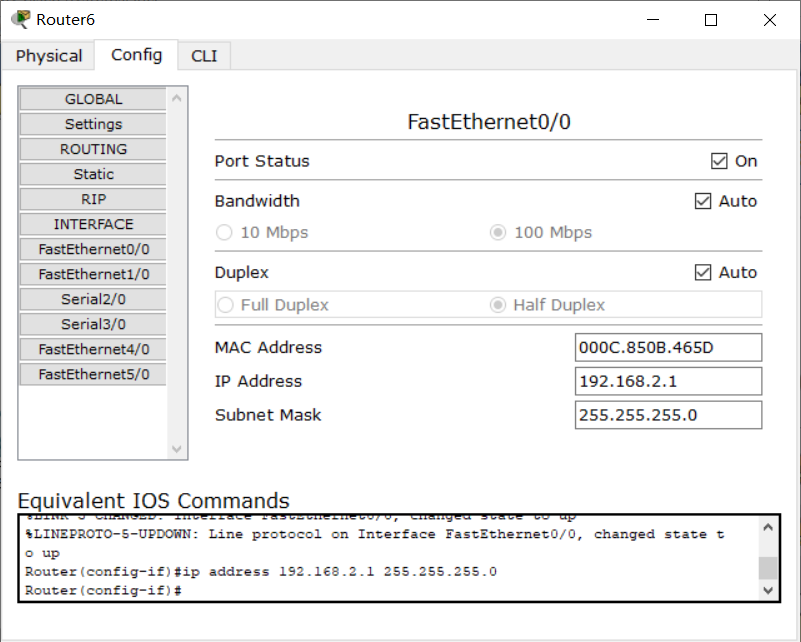 Router6
Physical
Config
CLI
GLOBAL
Settings
ROUTING
Static
RIP
INTERFACE
FastEthernet0/0
FastEthernet1/0
Serial2/0
Serial3/0
FastEthernet4/0
FastEthernet5/0
FastEthernet0/0
Port Status
On
Bandwidth
Auto
10 Mbps
100 Mbps
Duplex
Auto
Full Duplex
Half Duplex
MAC Address
000C.850B.465D
IP Address
192.168.2.1
Subnet Mask
255.255.255.0
Equivalent IOS Commands
%LINK-5-CHANGED: Interface FastEthernet0/0, changed state to up
%LINEPROTO-5-UPDOWN: Line protocol on Interface FastEthernet0/0, changed state t
o up
Router(config-if)#ip address 192.168.2.1 255.255.255.0
Router(config-if)#